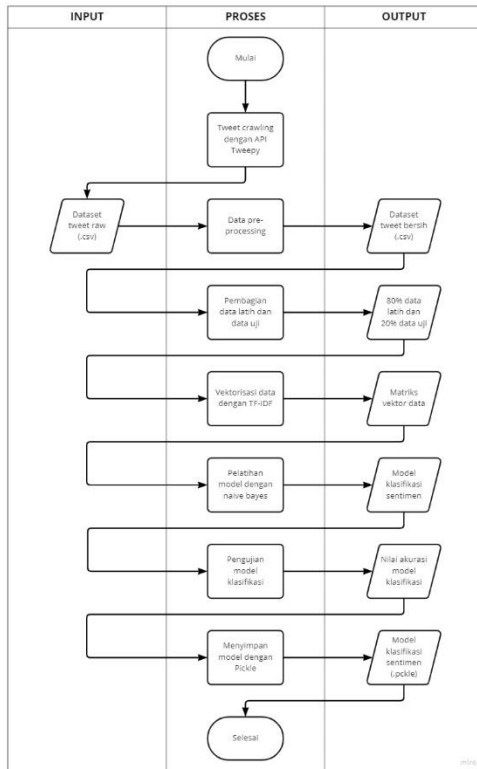 INPUT
PROSES
OUTPUT
Mulai
Tweet crawling
dengan API
Tweepy
Dataset
tweet raw
(.csv)
Data pre-
processing
Dataset
tweet bersih
(.csv)
Pembagian
data latih dan
data uji
80% data
latih dan
20% data uji
Vektorisasi data
dengan TF-IDF
Matriks
vektor data
Pelatihan
model dengan
naive bayes
Model
klasifikasi
sentimen
Pengujian
model
klasifikasi
Nilai akurasi
model
klasifikasi
Menyimpan
model dengan
Pickle
Model
klasifikasi
sentimen
(.pckle)
Selesai
miro